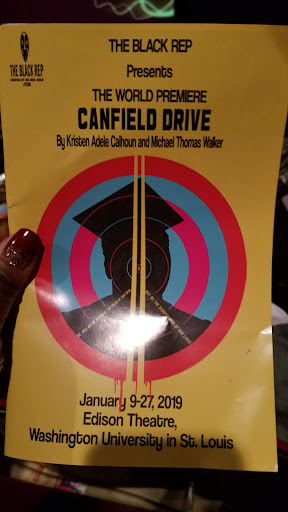 THE BLACK REP
THE BLACK REP
Presents
THE WORLD PREMIERE
CANFIELD DRIVE
By Kristen Adele Calhoun and Michael Thomas Walker
January 9-27, 2019
Edison Theatre,
Washington University in St. Louis